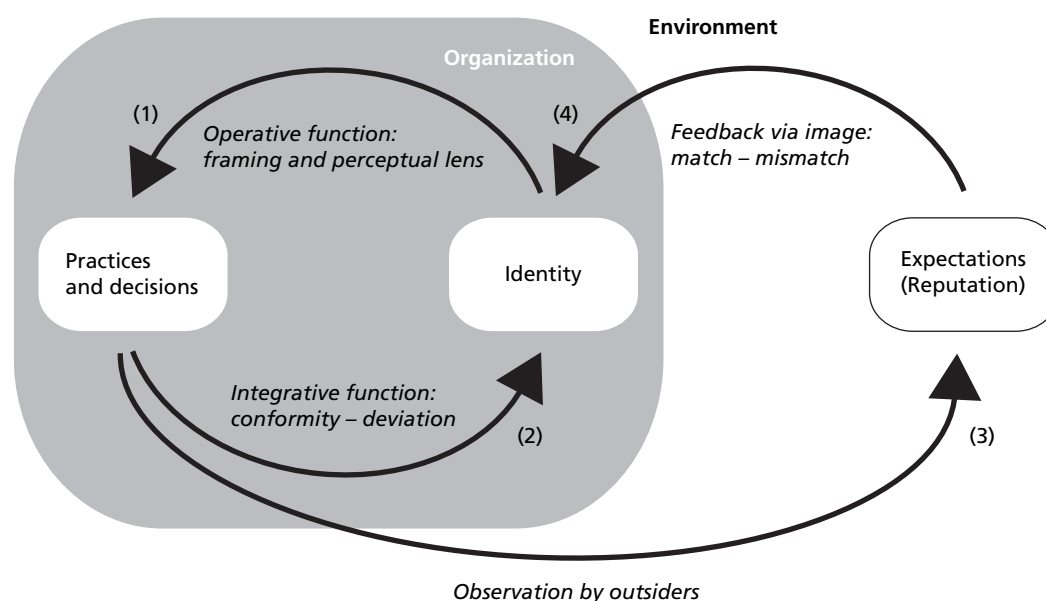 Environment
Organization
(1)
Operative function:
framing and perceptual lens
(4)
Feedback via image:
match – mismatch
Practices
and decisions
Identity
Expectations
(Reputation)
Integrative function:
conformity – deviation
(2)
(3)
Observation by outsiders